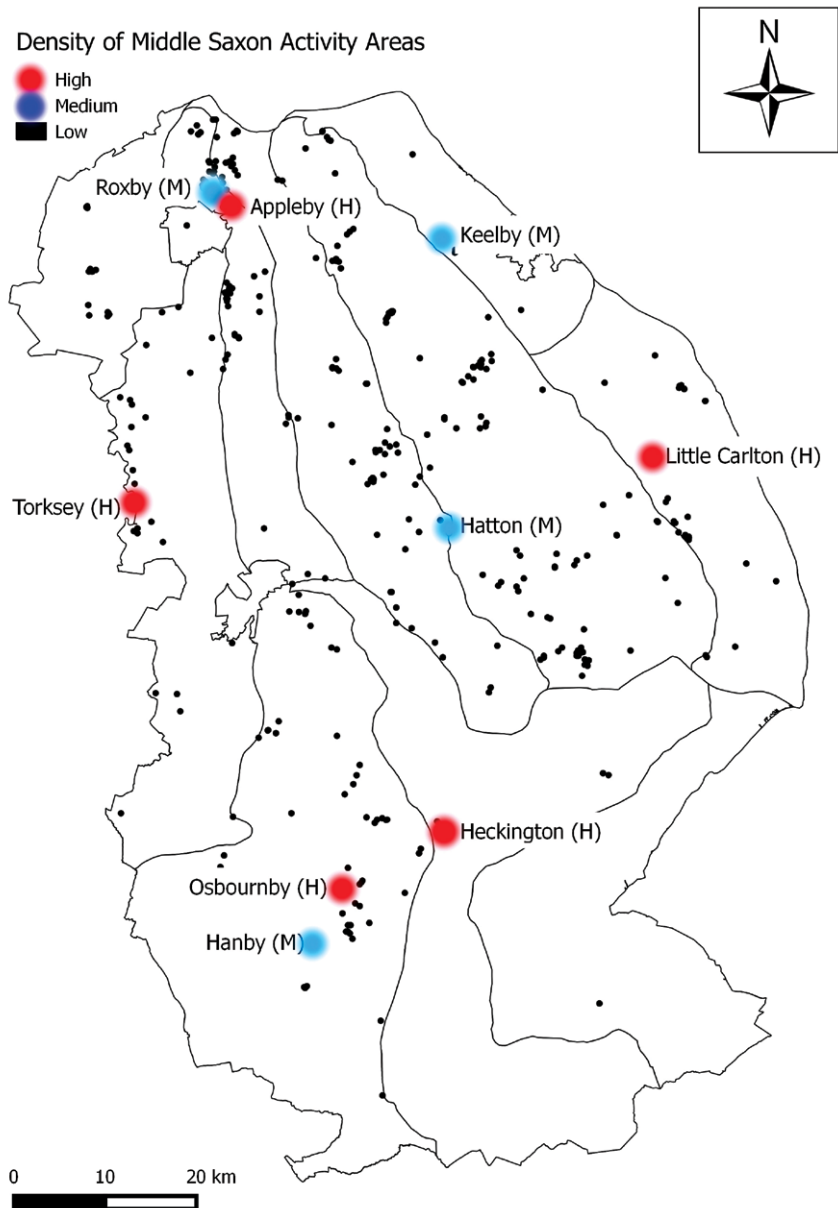 Density of Middle Saxon Activity Areas
High
Medium
Low
N
Roxby (M)
Appleby (H)
Keelby (M)
Little Carlton (H)
Torksey (H)
Hatton (M)
Heckington (H)
Osbournby (H)
Hanby (M)
0 10 20 km